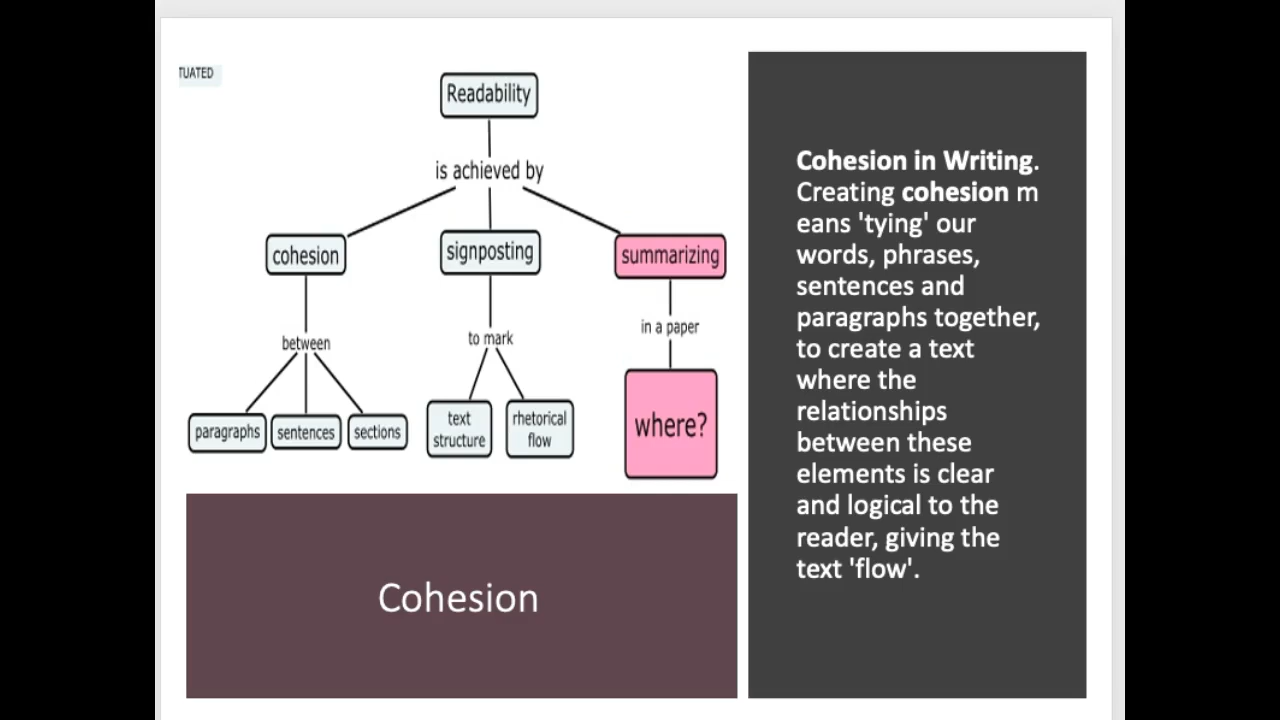 TUATED
Readability
is achieved by
cohesion
signposting
summarizing
between
to mark
in a paper
paragraphs
sentences
sections
text
structure
rhetorical
flow
where?
Cohesion
Cohesion in Writing.
Creating cohesion m
eans 'tying' our
words, phrases,
sentences and
paragraphs together,
to create a text
where the
relationships
between these
elements is clear
and logical to the
reader, giving the
text 'flow'.